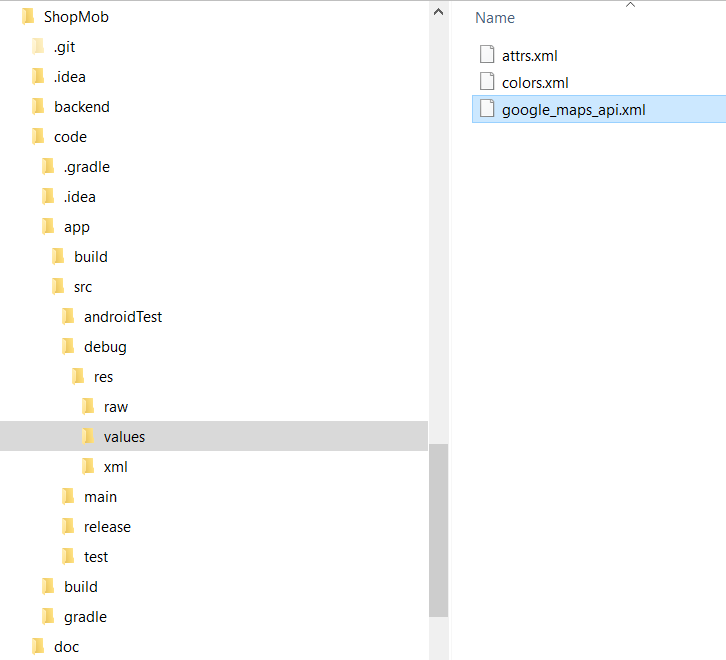 ShopMob
.git
.idea
backend
code
.gradle
.idea
app
build
src
androidTest
debug
res
raw
values
xml
main
release
test
build
gradle
doc
Name
attrs.xml
colors.xml
google_maps_api.xml